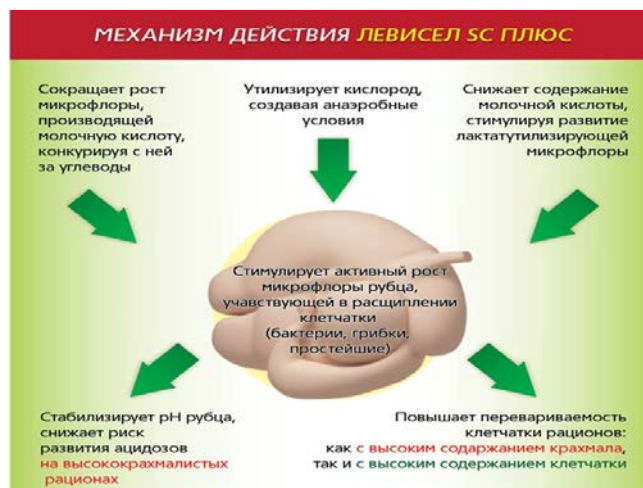 МЕХАНИЗМ ДЕЙСТВИЯ ЛЕВИСЕЛ SC ПЛЮС
Сокращает рост
микрофлоры,
производящей
молочную кислоту,
конкурируя с ней
за углеводы
Утилизирует кислород,
создавая анаэробные
условия
Снижает содержание
молочной кислоты,
стимулируя развитие
лактатутилизирующей
микрофлоры
Стимулирует активный рост
микрофлоры рубца,
учавствующей в расщиплении
клетчатки
(бактерии, грибки,
простейшие)
Стабилизирует pH рубца,
снижает риск
развития ацидозов
на высококрахмалистых
рационах
Повышает перевариваемость
клетчатки рационов:
как с высоким содаржанием крахмала,
так и с высоким содержанием клетчатки